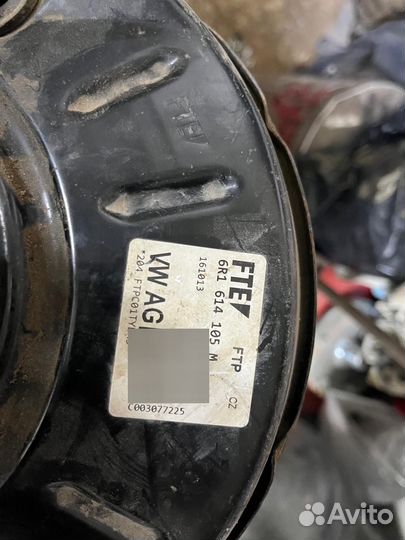 FTE
FTE
FTP
CZ
6R1 614 105 M
161013
VW AG
C003077225
Avito